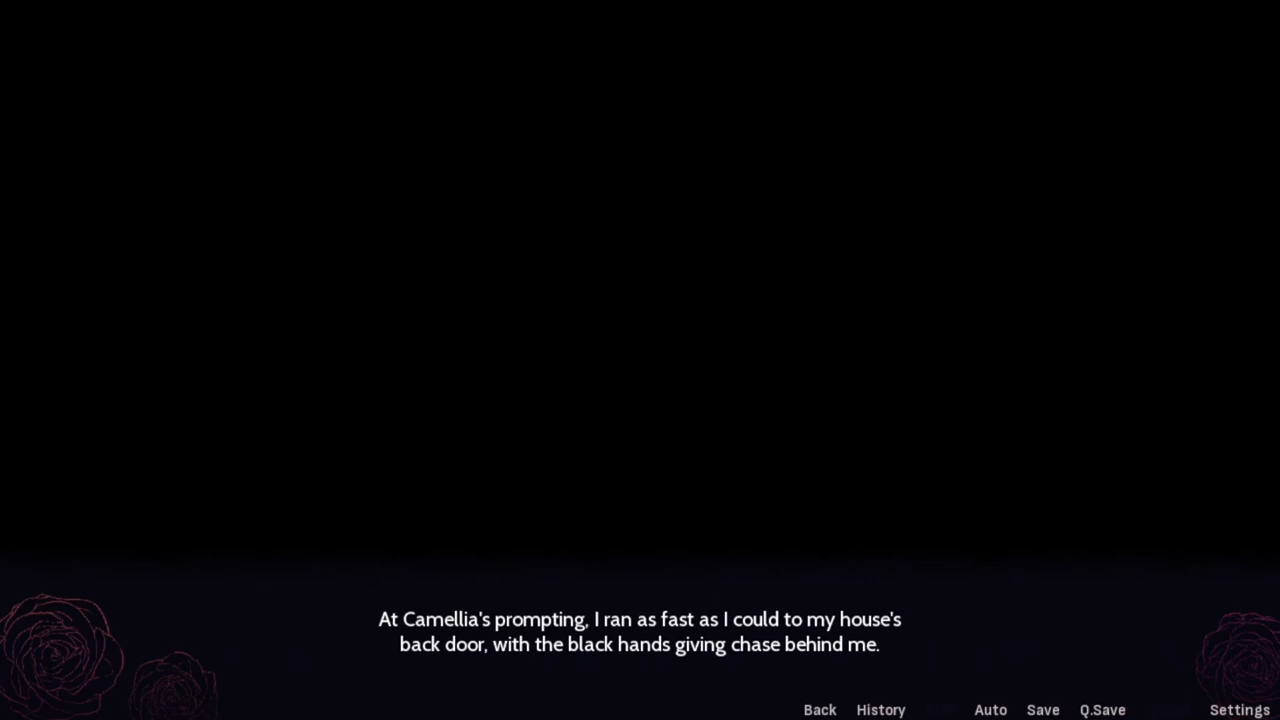 At Camellia's prompting, I ran as fast as I could to my house's
back door, with the black hands giving chase behind me.
Back History Auto Save Q.Save Settings